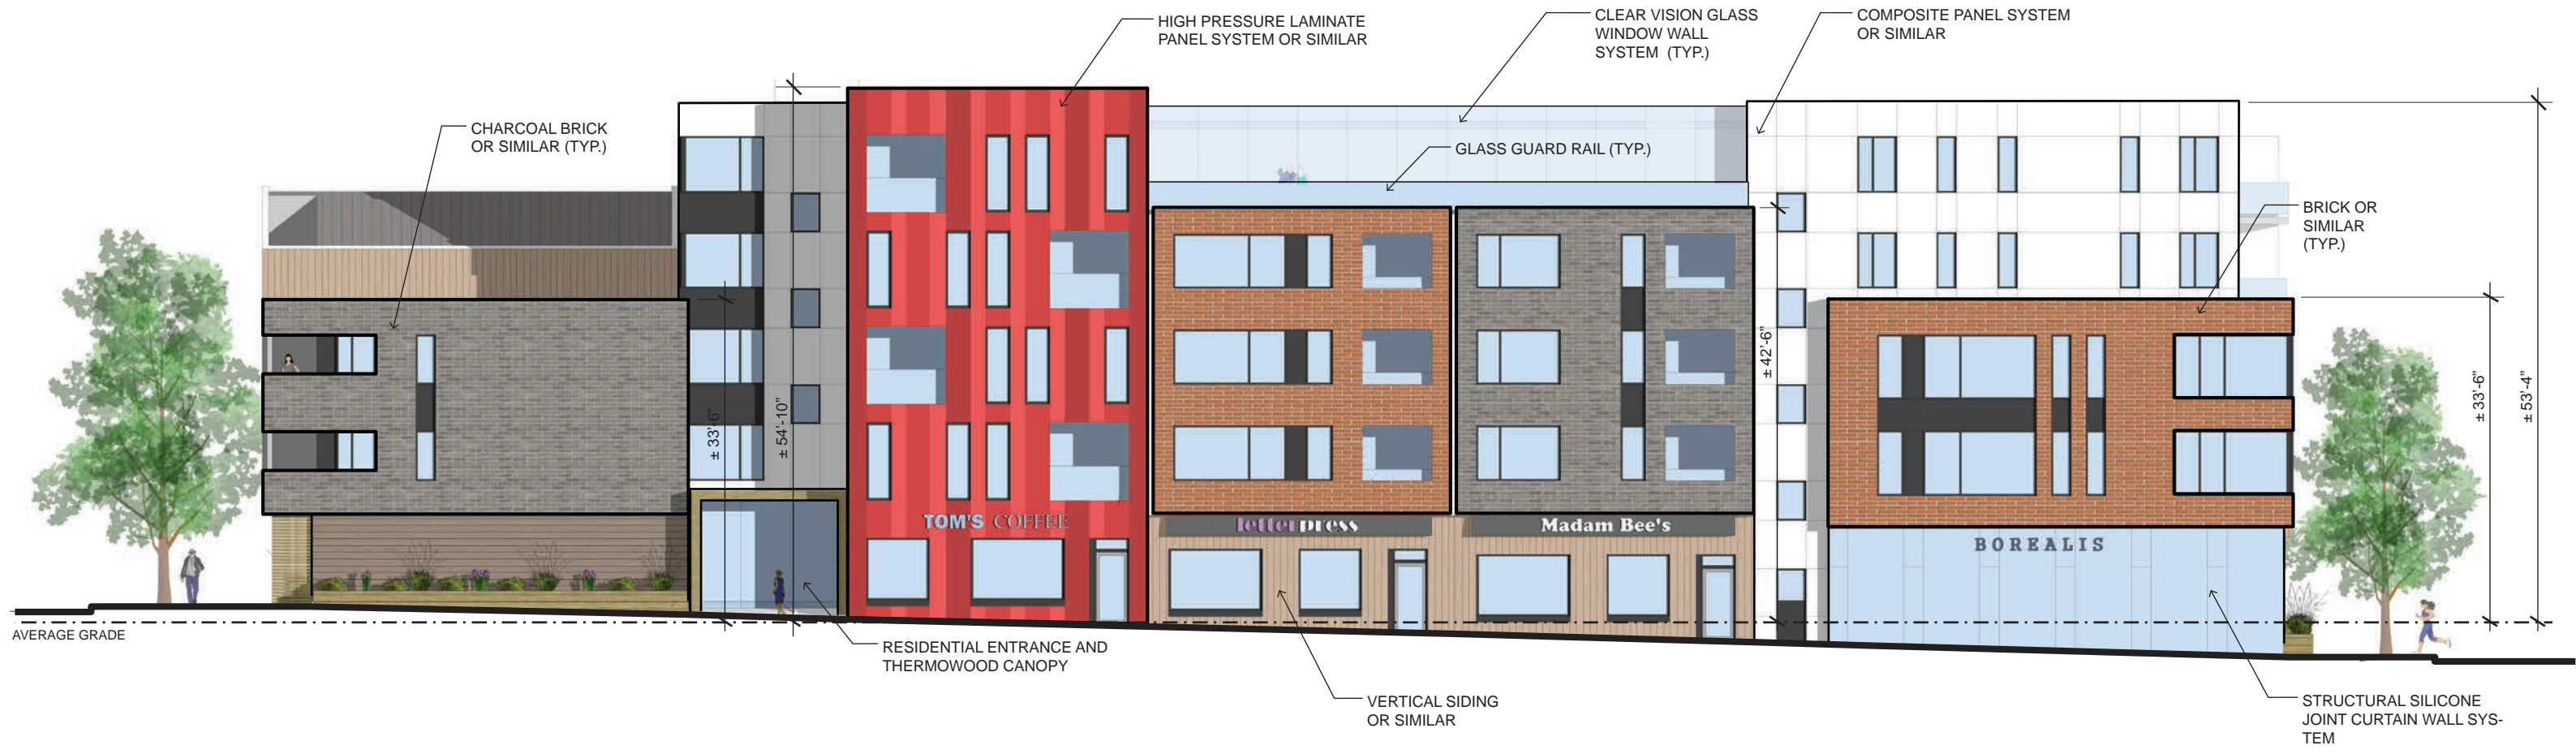 HIGH PRESSURE LAMINATE
PANEL SYSTEM OR SIMILAR
CLEAR VISION GLASS
WINDOW WALL
SYSTEM (TYP.)
COMPOSITE PANEL SYSTEM
OR SIMILAR
CHARCOAL BRICK
OR SIMILAR (TYP.)
GLASS GUARD RAIL (TYP.)
BRICK OR
SIMILAR
(TYP.)
± 33'-6"
± 54'-10"
± 42'-6"
± 33'-6"
± 53'-4"
TOM'S COFFEE
letterpress
Madam Bee's
BOREALIS
AVERAGE GRADE
RESIDENTIAL ENTRANCE AND
THERMOWOOD CANOPY
VERTICAL SIDING
OR SIMILAR
STRUCTURAL SILICONE
JOINT CURTAIN WALL SYS-
TEM